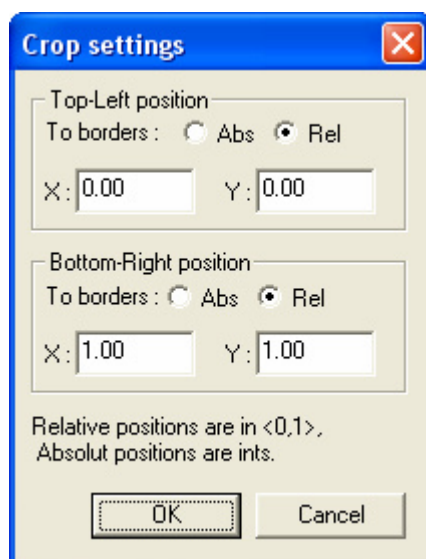 Crop settings
Top-Left position
To borders : Abs Rel
X : 0.00 Y : 0.00
Bottom-Right position
To borders : Abs Rel
X : 1.00 Y : 1.00
Relative positions are in <0,1>,
Absolut positions are ints.
OK Cancel